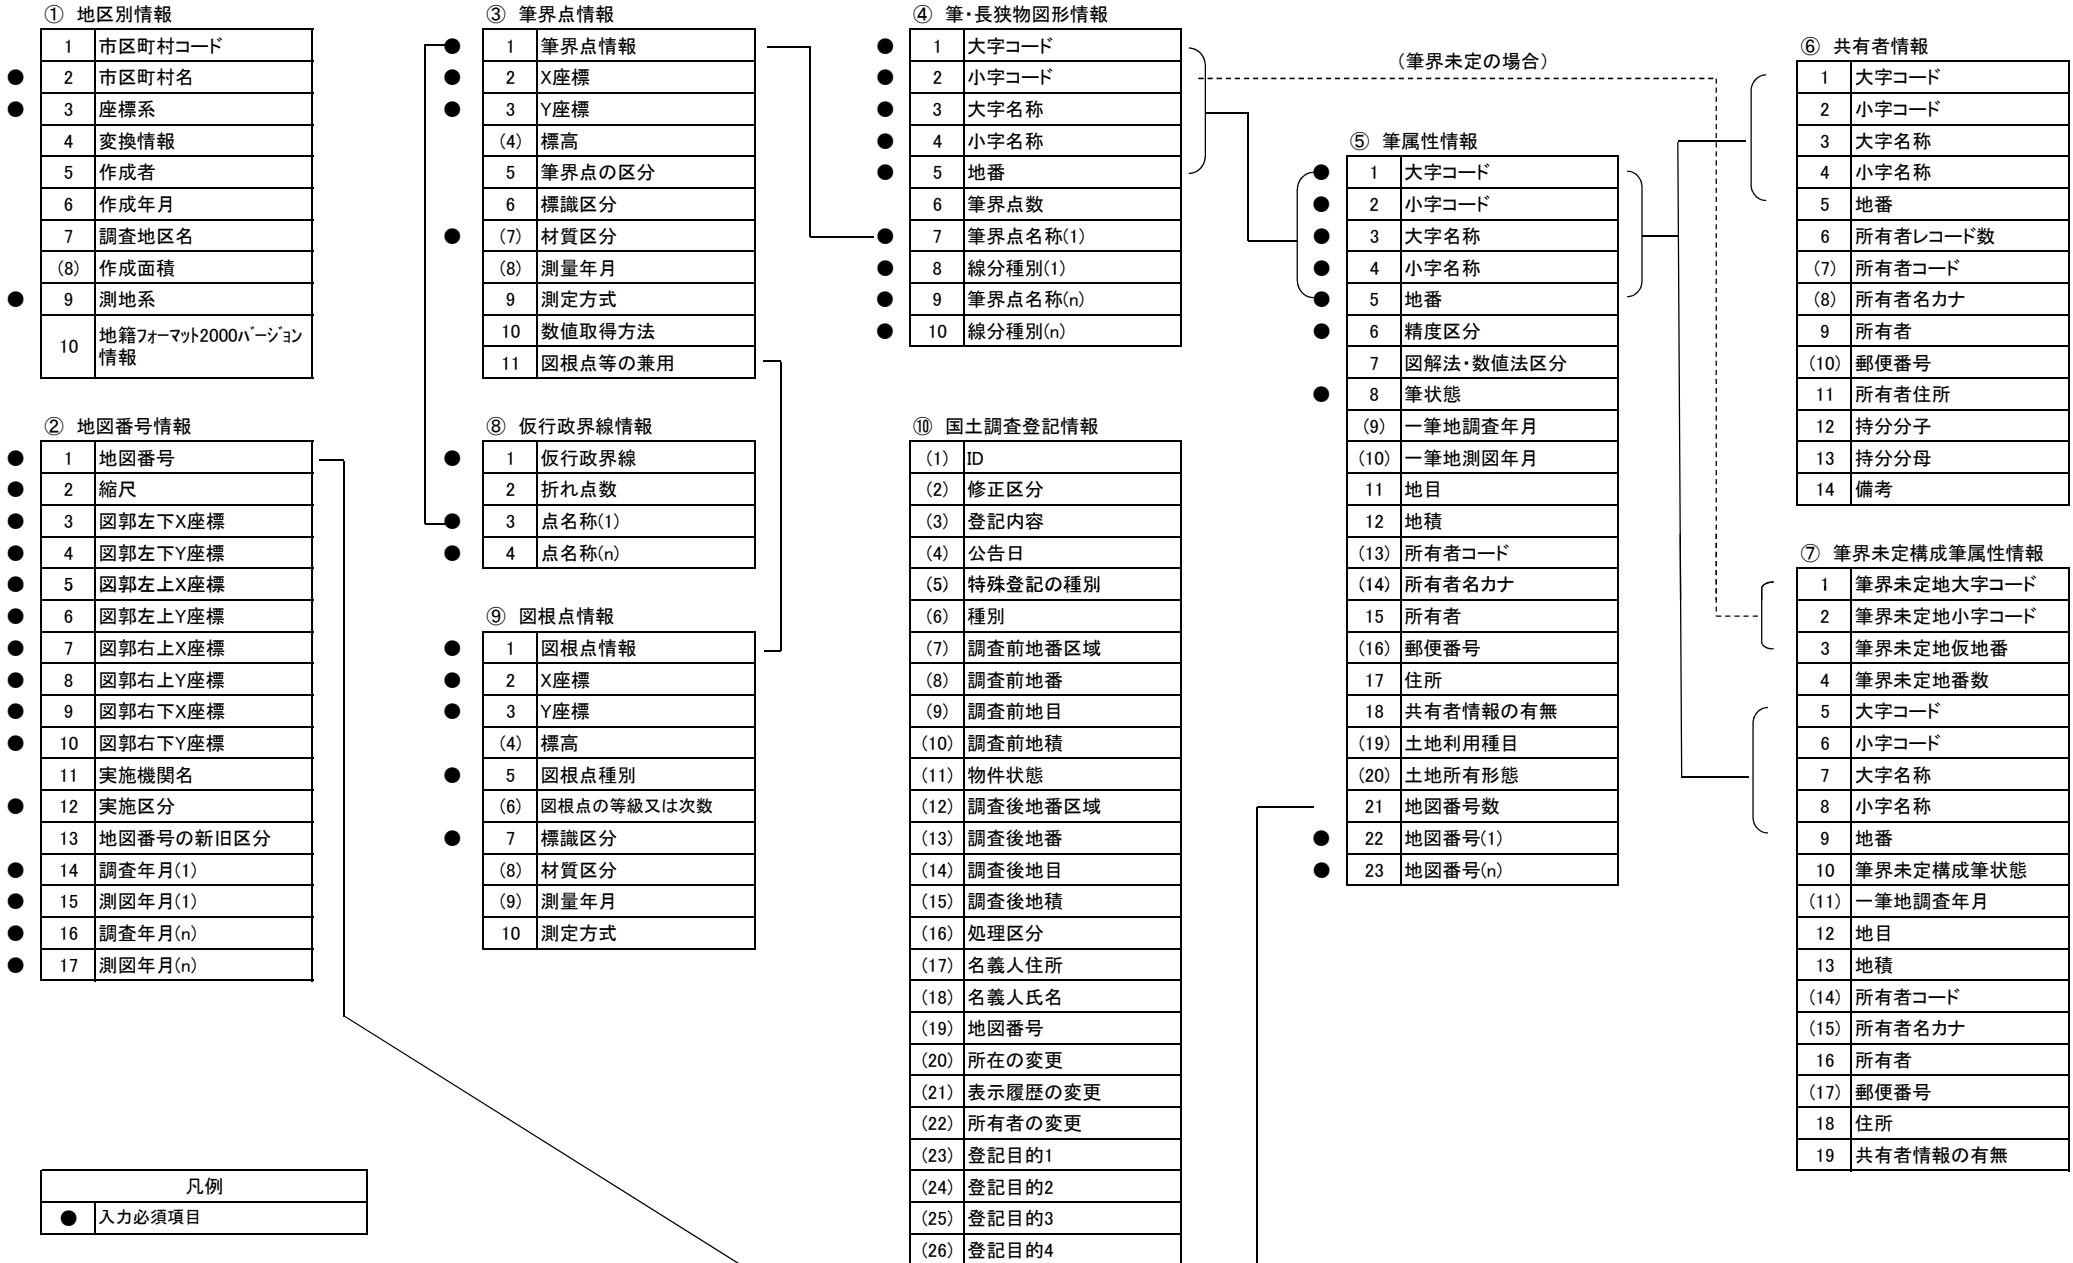 ① 地区別情報
1 市区町村コード
● 2 市区町村名
● 3 座標系
4 変換情報
5 作成者
6 作成年月
7 調査地区名
(8) 作成面積
● 9 測地系
10 地籍フォーマット2000バージョン
情報
② 地図番号情報
● 1 地図番号
● 2 縮尺
● 3 図郭左下X座標
● 4 図郭左下Y座標
● 5 図郭左上X座標
● 6 図郭左上Y座標
● 7 図郭右上X座標
● 8 図郭右上Y座標
● 9 図郭右下X座標
● 10 図郭右下Y座標
11 実施機関名
● 12 実施区分
13 地図番号の新旧区分
● 14 調査年月(1)
● 15 測図年月(1)
● 16 調査年月(n)
● 17 測図年月(n)
凡例
● 入力必須項目
③ 筆界点情報
● 1 筆界点情報
● 2 X座標
● 3 Y座標
(4) 標高
5 筆界点の区分
6 標識区分
● (7) 材質区分
(8) 測量年月
9 測定方式
10 数値取得方法
11 図根点等の兼用
⑧ 仮行政界線情報
● 1 仮行政界線
2 折れ点数
● 3 点名称(1)
● 4 点名称(n)
⑨ 図根点情報
● 1 図根点情報
● 2 X座標
● 3 Y座標
(4) 標高
● 5 図根点種別
(6) 図根点の等級又は次数
● 7 標識区分
(8) 材質区分
(9) 測量年月
10 測定方式
④ 筆・長狭物図形情報
● 1 大字コード
● 2 小字コード
● 3 大字名称
● 4 小字名称
● 5 地番
6 筆界点数
● 7 筆界点名称(1)
● 8 線分種別(1)
● 9 筆界点名称(n)
● 10 線分種別(n)
⑩ 国土調査登記情報
(1) ID
(2) 修正区分
(3) 登記内容
(4) 公告日
(5) 特殊登記の種別
(6) 種別
(7) 調査前地番区域
(8) 調査前地番
(9) 調査前地目
(10) 調査前地積
(11) 物件状態
(12) 調査後地番区域
(13) 調査後地番
(14) 調査後地目
(15) 調査後地積
(16) 処理区分
(17) 名義人住所
(18) 名義人氏名
(19) 地図番号
(20) 所在の変更
(21) 表示履歴の変更
(22) 所有者の変更
(23) 登記目的1
(24) 登記目的2
(25) 登記目的3
(26) 登記目的4
(筆界未定の場合)
⑤ 筆属性情報
● 1 大字コード
● 2 小字コード
● 3 大字名称
● 4 小字名称
● 5 地番
● 6 精度区分
7 図解法・数値法区分
● 8 筆状態
(9) 一筆地調査年月
(10) 一筆地測図年月
11 地目
12 地積
(13) 所有者コード
(14) 所有者名カナ
15 所有者
(16) 郵便番号
17 住所
18 共有者情報の有無
(19) 土地利用種目
(20) 土地所有形態
21 地図番号数
● 22 地図番号(1)
● 23 地図番号(n)
⑥ 共有者情報
1 大字コード
2 小字コード
3 大字名称
4 小字名称
5 地番
6 所有者レコード数
(7) 所有者コード
(8) 所有者名カナ
9 所有者
(10) 郵便番号
11 所有者住所
12 持分分子
13 持分分母
14 備考
⑦ 筆界未定構成筆属性情報
1 筆界未定地大字コード
2 筆界未定地小字コード
3 筆界未定地仮地番
4 筆界未定地番数
5 大字コード
6 小字コード
7 大字名称
8 小字名称
9 地番
10 筆界未定構成筆状態
(11) 一筆地調査年月
12 地目
13 地積
(14) 所有者コード
(15) 所有者名カナ
16 所有者
(17) 郵便番号
18 住所
19 共有者情報の有無